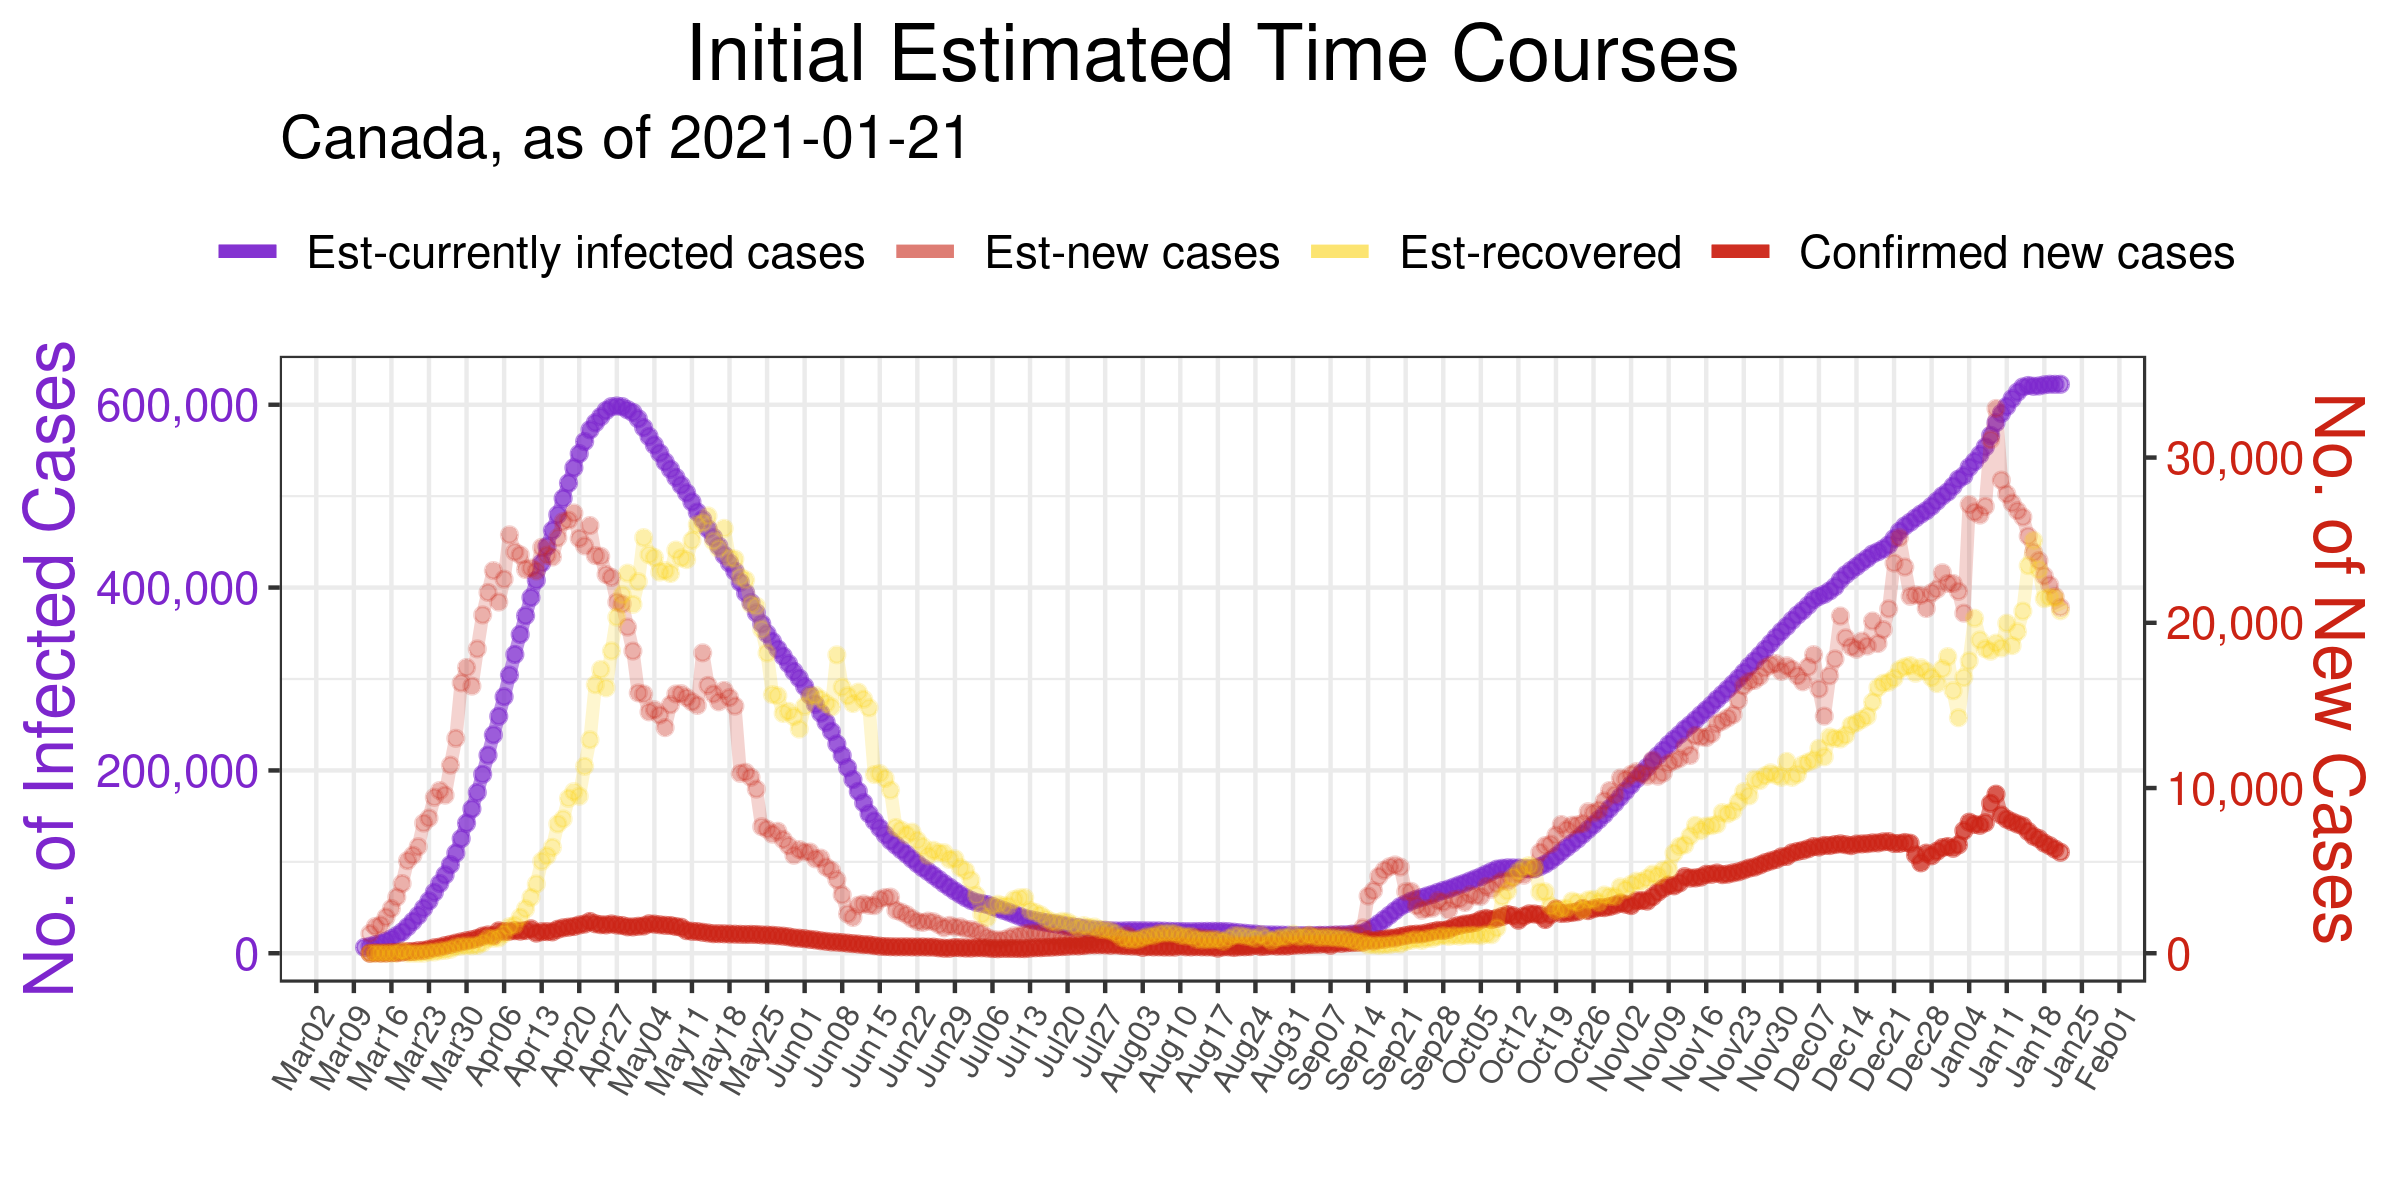 Initial Estimated Time Courses
Canada, as of 2021-01-21
Est-currently infected cases Est-new cases Est-recovered Confirmed new cases
No. of Infected Cases
600,000
400,000
200,000
0
30,000
20,000
10,000
0
No. of New Cases
Mar02 Mar09 Mar16 Mar23 Mar30 Apr06 Apr13 Apr20 Apr27 May04 May11 May18 May25 Jun01 Jun08 Jun15 Jun22 Jun29 Jul06 Jul13 Jul20 Jul27 Aug03 Aug10 Aug17 Aug24 Aug31 Sep07 Sep14 Sep21 Sep28 Oct05 Oct12 Oct19 Oct26 Nov02 Nov09 Nov16 Nov23 Nov30 Dec07 Dec14 Dec21 Dec28 Jan04 Jan11 Jan18 Jan25 Feb01